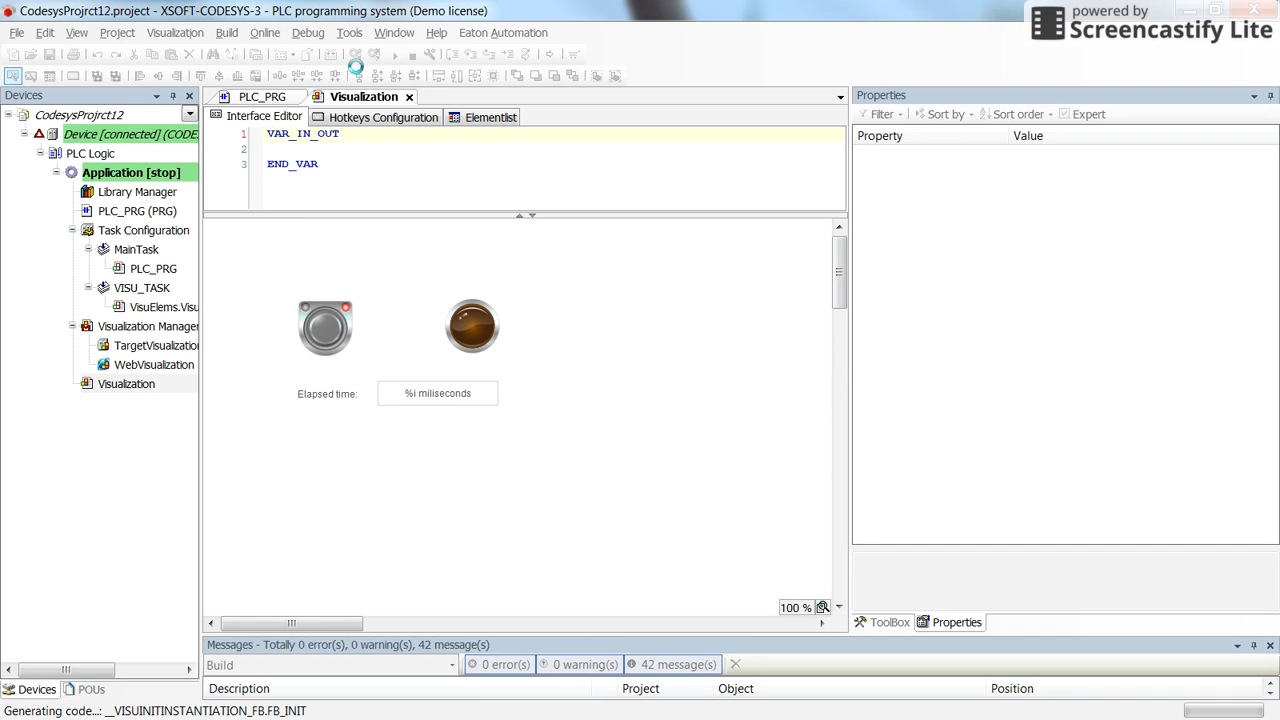 CodesysProjrct12.project - XSOFT-CODESYS-3 - PLC programming system (Demo license)
powered by
Screencastify Lite
File Edit View Project Visualization Build Online Debug Tools Window Help Eaton Automation
Devices
CodesysProjrct12
Device [connected] (CODE
PLC Logic
Application [stop]
Library Manager
PLC_PRG (PRG)
Task Configuration
MainTask
PLC_PRG
VISU_TASK
VisuElems.Visu
Visualization Manager
TargetVisualizatio
WebVisualization
Visualization
Devices POUs
PLC_PRG Visualization
Interface Editor Hotkeys Configuration Elementlist
1 VAR_IN_OUT
2
3 END_VAR
Elapsed time: %i miliseconds
100 %
Properties
Filter Sort by Sort order Expert
Property Value
ToolBox Properties
Messages - Totally 0 error(s), 0 warning(s), 42 message(s)
Build 0 error(s) 0 warning(s) 42 message(s)
Description Project Object Position
Generating code...: __VISUINITINSTANTIATION_FB.FB_INIT